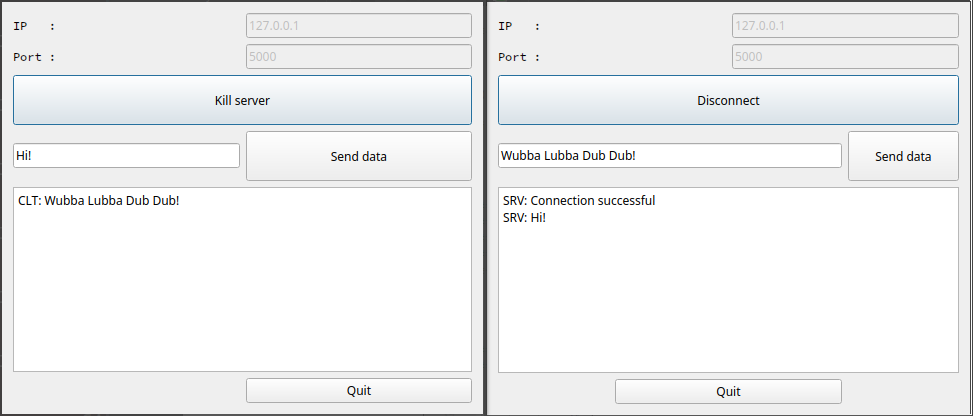 IP   :
127.0.0.1
Port :
5000
Kill server
Hi!
Send data
CLT: Wubba Lubba Dub Dub!
Quit
IP   :
127.0.0.1
Port :
5000
Disconnect
Wubba Lubba Dub Dub!
Send data
SRV: Connection successful
SRV: Hi!
Quit